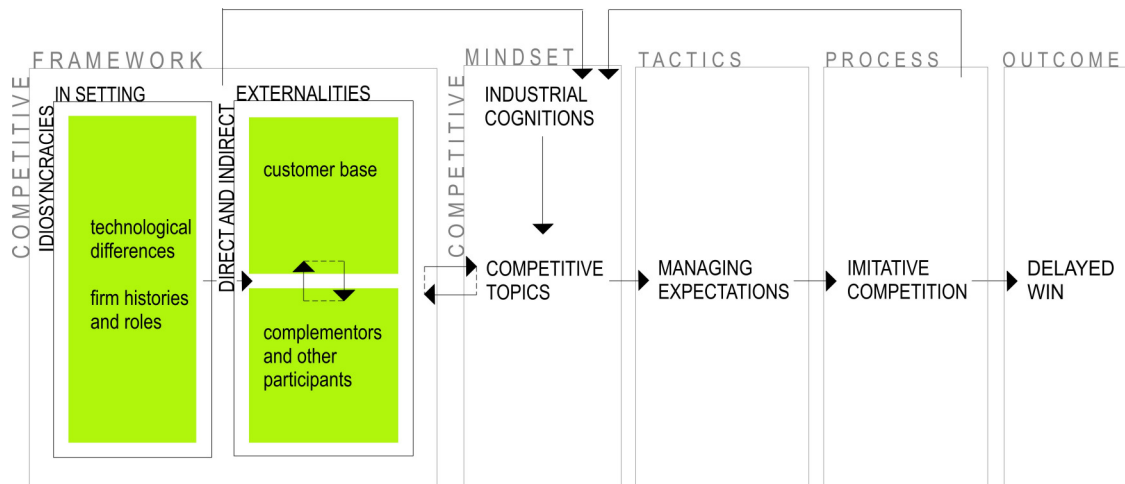 COMPETITIVE
FRAMEWORK
IDIOSYNCRACIES
IN SETTING
technological
differences
firm histories
and roles
DIRECT AND INDIRECT
EXTERNALITIES
customer base
complementors
and other
participants
COMPETITIVE
MINDSET
INDUSTRIAL
COGNITIONS
COMPETITIVE
TOPICS
TACTICS
MANAGING
EXPECTATIONS
PROCESS
IMITATIVE
COMPETITION
OUTCOME
DELAYED
WIN